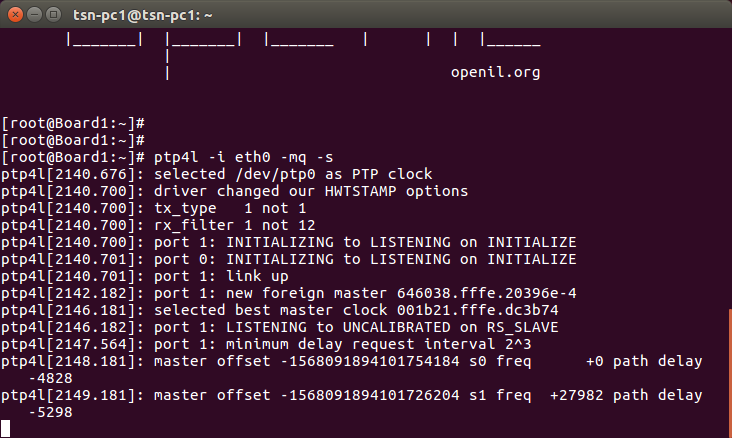 tsn-pc1@tsn-pc1: ~
|_______|  |_______|  |_______   |      |  |  |______
|
|                               openil.org
[root@Board1:~]#
[root@Board1:~]#
[root@Board1:~]# ptp4l -i eth0 -mq -s
ptp4l[2140.676]: selected /dev/ptp0 as PTP clock
ptp4l[2140.700]: driver changed our HWTSTAMP options
ptp4l[2140.700]: tx_type   1 not 1
ptp4l[2140.700]: rx_filter 1 not 12
ptp4l[2140.700]: port 1: INITIALIZING to LISTENING on INITIALIZE
ptp4l[2140.701]: port 0: INITIALIZING to LISTENING on INITIALIZE
ptp4l[2140.701]: port 1: link up
ptp4l[2142.182]: port 1: new foreign master 646038.fffe.20396e-4
ptp4l[2146.181]: selected best master clock 001b21.fffe.dc3b74
ptp4l[2146.182]: port 1: LISTENING to UNCALIBRATED on RS_SLAVE
ptp4l[2147.564]: port 1: minimum delay request interval 2^3
ptp4l[2148.181]: master offset -1568091894101754184 s0 freq      +0 path delay
-4828
ptp4l[2149.181]: master offset -1568091894101726204 s1 freq  +27982 path delay
-5298